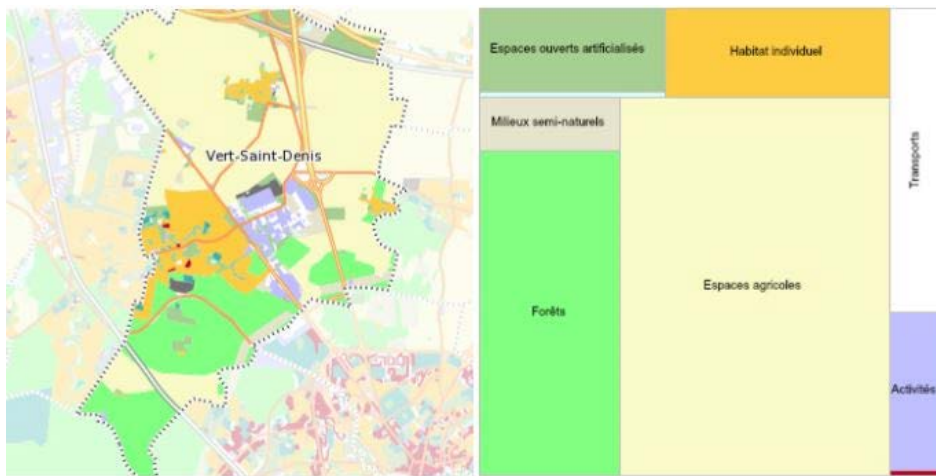 Vert-Saint-Denis
Espaces ouverts artificialisés
Habitat individuel
Milieux semi-naturels
Forêts
Espaces agricoles
Transports
Activités